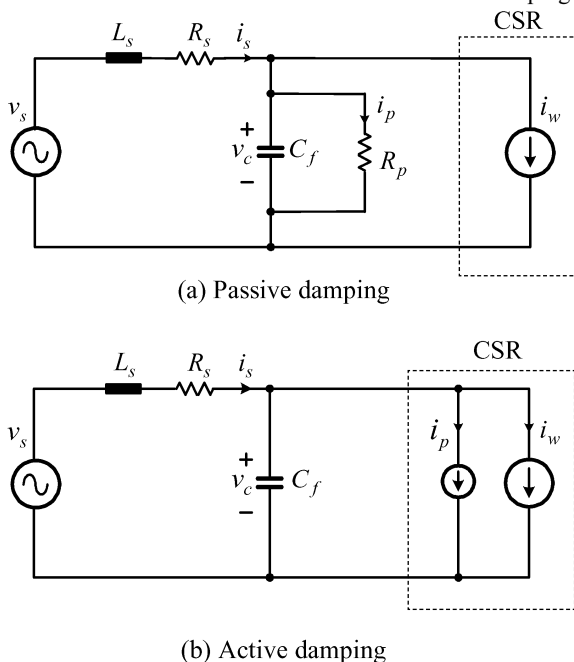 CSR
L_s R_s i_s
v_s
i_p
i_w
+
v_c C_f
R_p
−
(a) Passive damping
CSR
L_s R_s i_s
v_s
i_p
i_w
+
v_c C_f
−
(b) Active damping